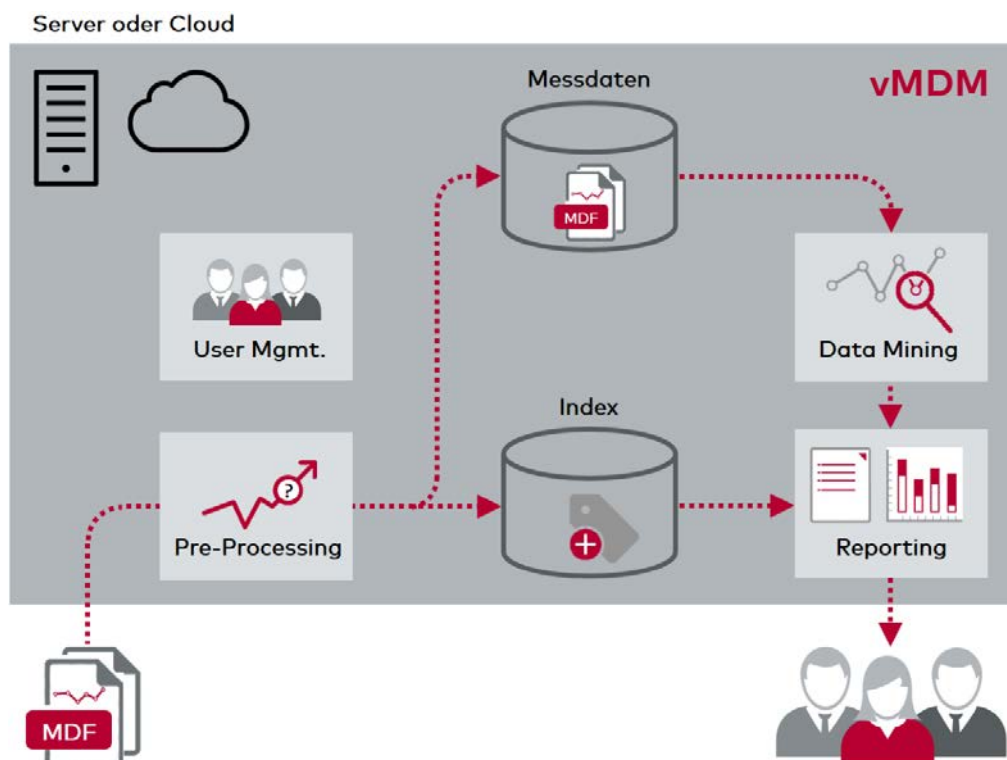 Server oder Cloud
vMDM
Messdaten
MDF
User Mgmt.
Data Mining
Index
?
Pre-Processing
Reporting
MDF